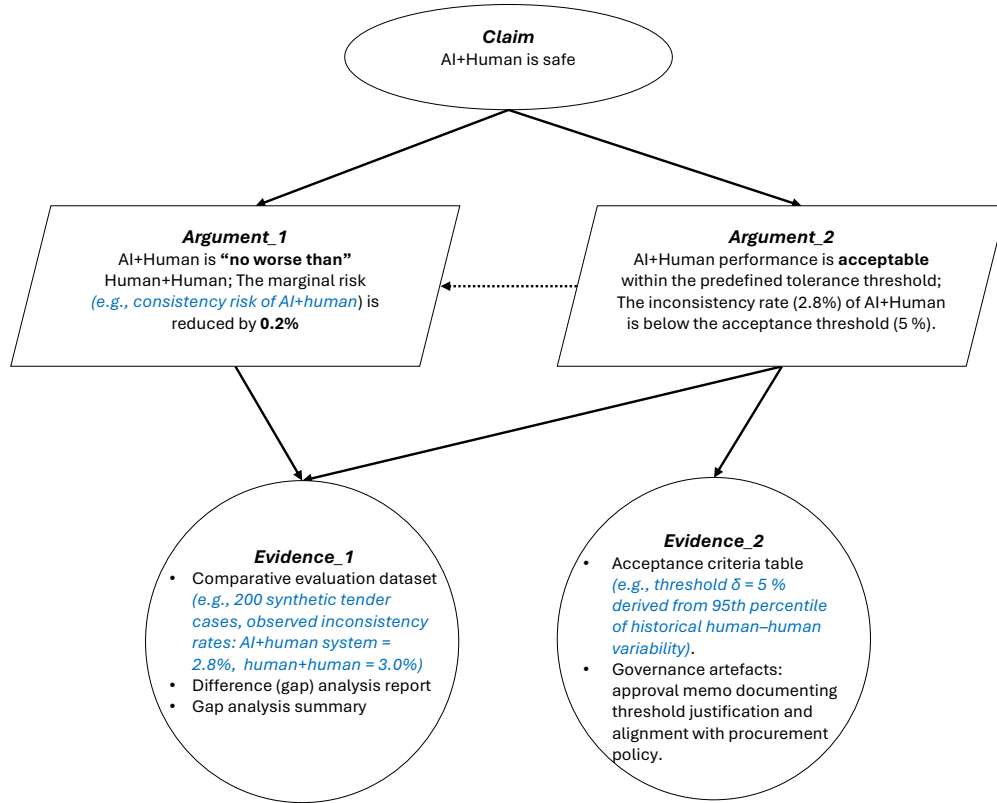 Claim
AI+Human is safe
Argument_1
AI+Human is “no worse than”
Human+Human; The marginal risk
(e.g., consistency risk of AI+human) is
reduced by 0.2%
Argument_2
AI+Human performance is acceptable
within the predefined tolerance threshold;
The inconsistency rate (2.8%) of AI+Human
is below the acceptance threshold (5 %).
Evidence_1
• Comparative evaluation dataset
(e.g., 200 synthetic tender
cases, observed inconsistency
rates: AI+human system =
2.8%, human+human = 3.0%)
• Difference (gap) analysis report
• Gap analysis summary
Evidence_2
• Acceptance criteria table
(e.g., threshold δ = 5 %
derived from 95th percentile
of historical human–human
variability).
• Governance artefacts:
approval memo documenting
threshold justification and
alignment with procurement
policy.